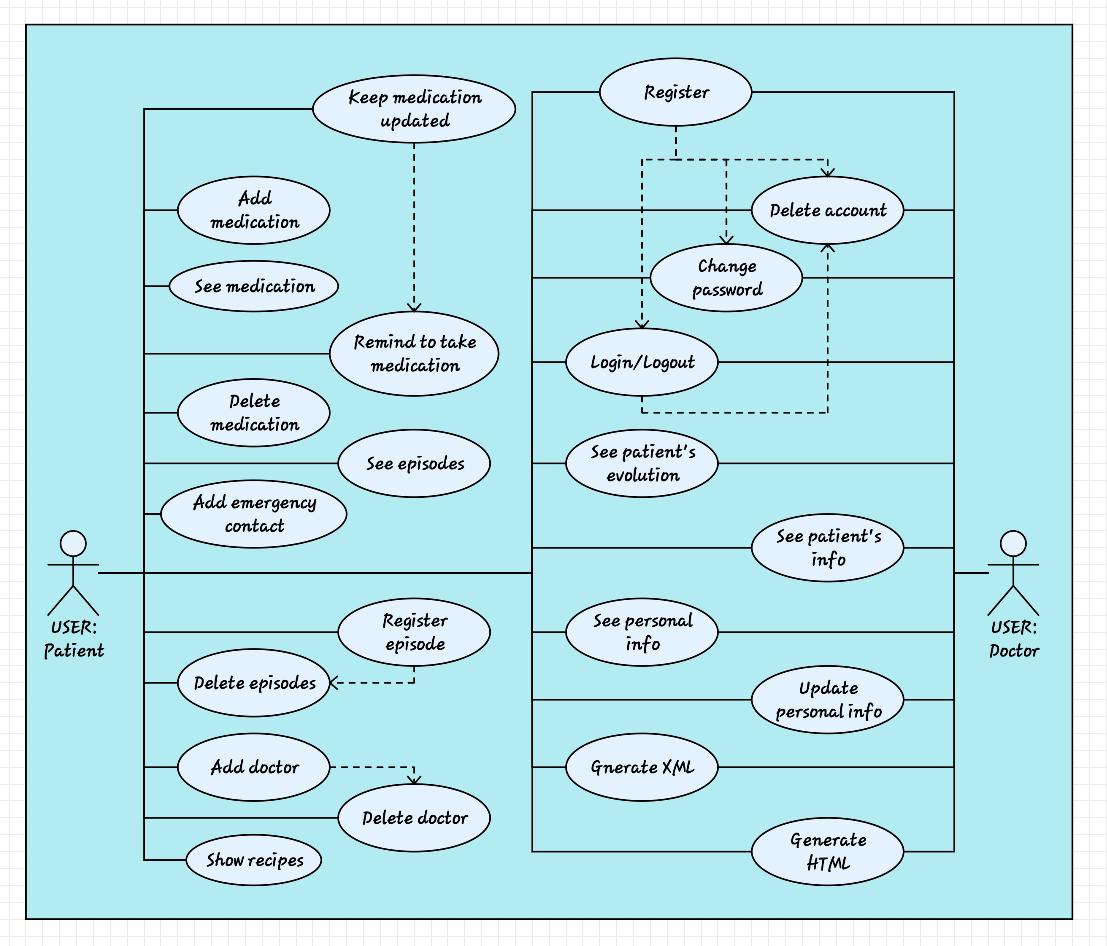 Keep medication
updated
Register
Add
medication
Delete account
See medication
Change
password
Remind to take
medication
Login/Logout
Delete
medication
See episodes
See patient's
evolution
Add emergency
contact
See patient's
info
USER:
Patient
USER:
Doctor
Register
episode
See personal
info
Delete episodes
Update
personal info
Add doctor
Gnerate XML
Delete doctor
Show recipes
Generate
HTML